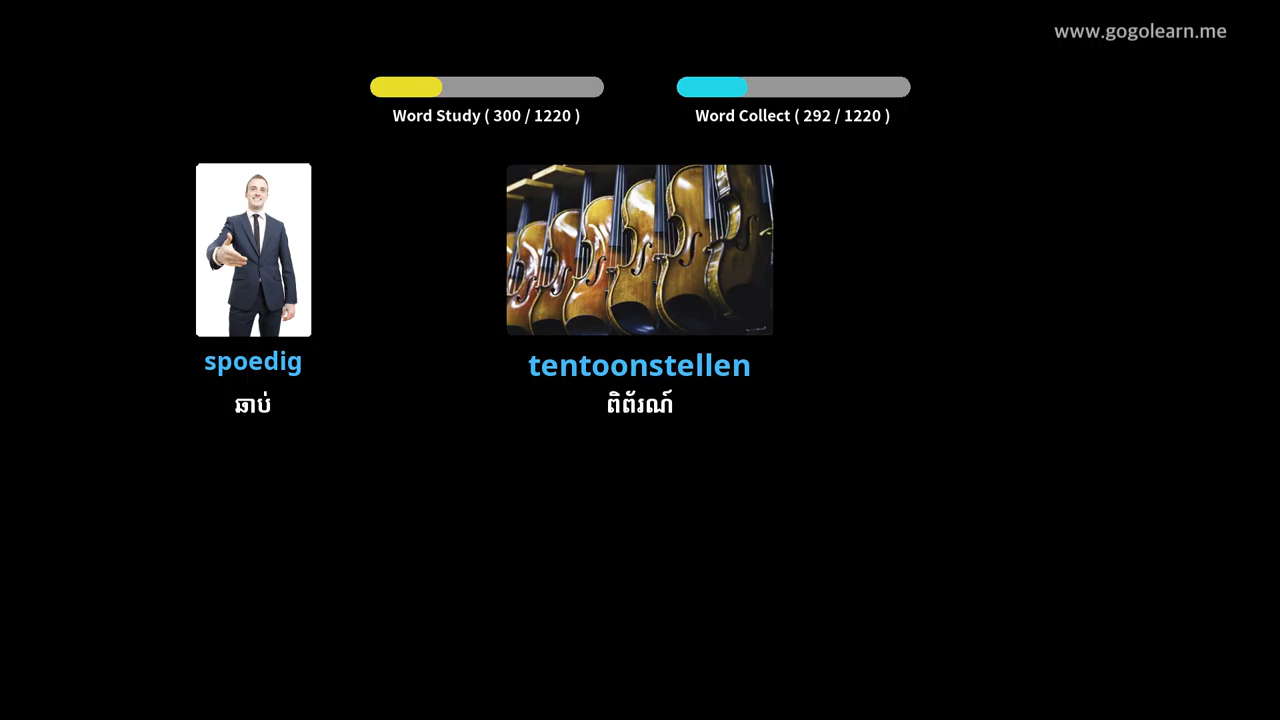 www.gogolearn.me
Word Study ( 300 / 1220 )
Word Collect ( 292 / 1220 )
spoedig
ឆាប់
tentoonstellen
ពិព័រណ៍